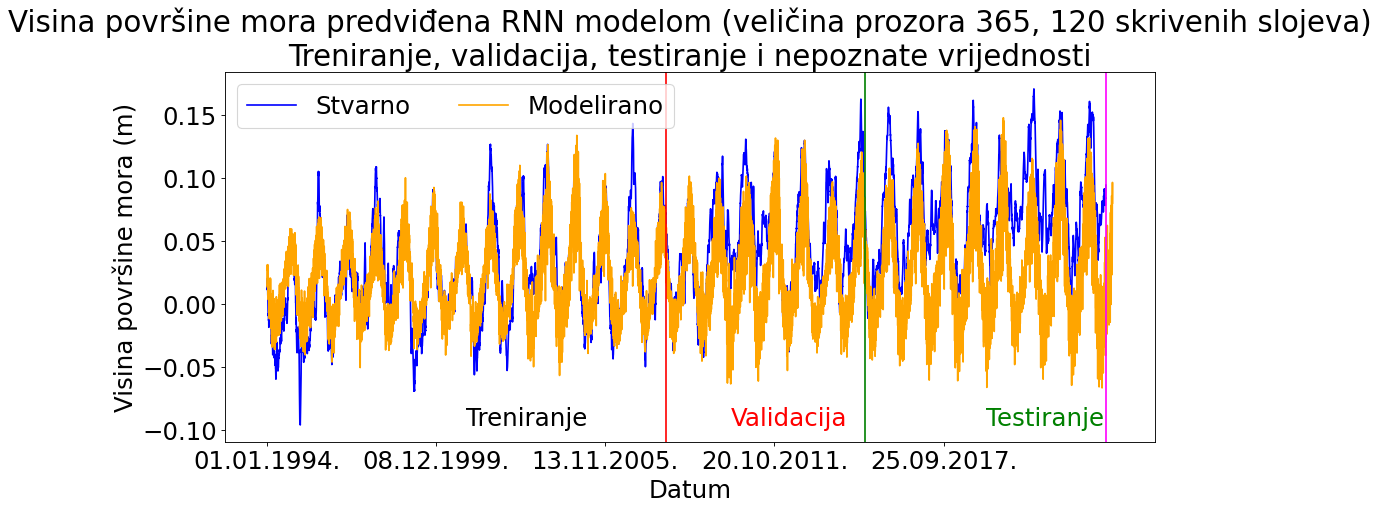 Visina površine mora predviđena RNN modelom (veličina prozora 365, 120 skrivenih slojeva)
Treniranje, validacija, testiranje i nepoznate vrijednosti
Stvarno Modelirano
Visina površine mora (m)
0.15
0.10
0.05
0.00
−0.05
−0.10
Treniranje Validacija Testiranje
01.01.1994. 08.12.1999. 13.11.2005. 20.10.2011. 25.09.2017.
Datum